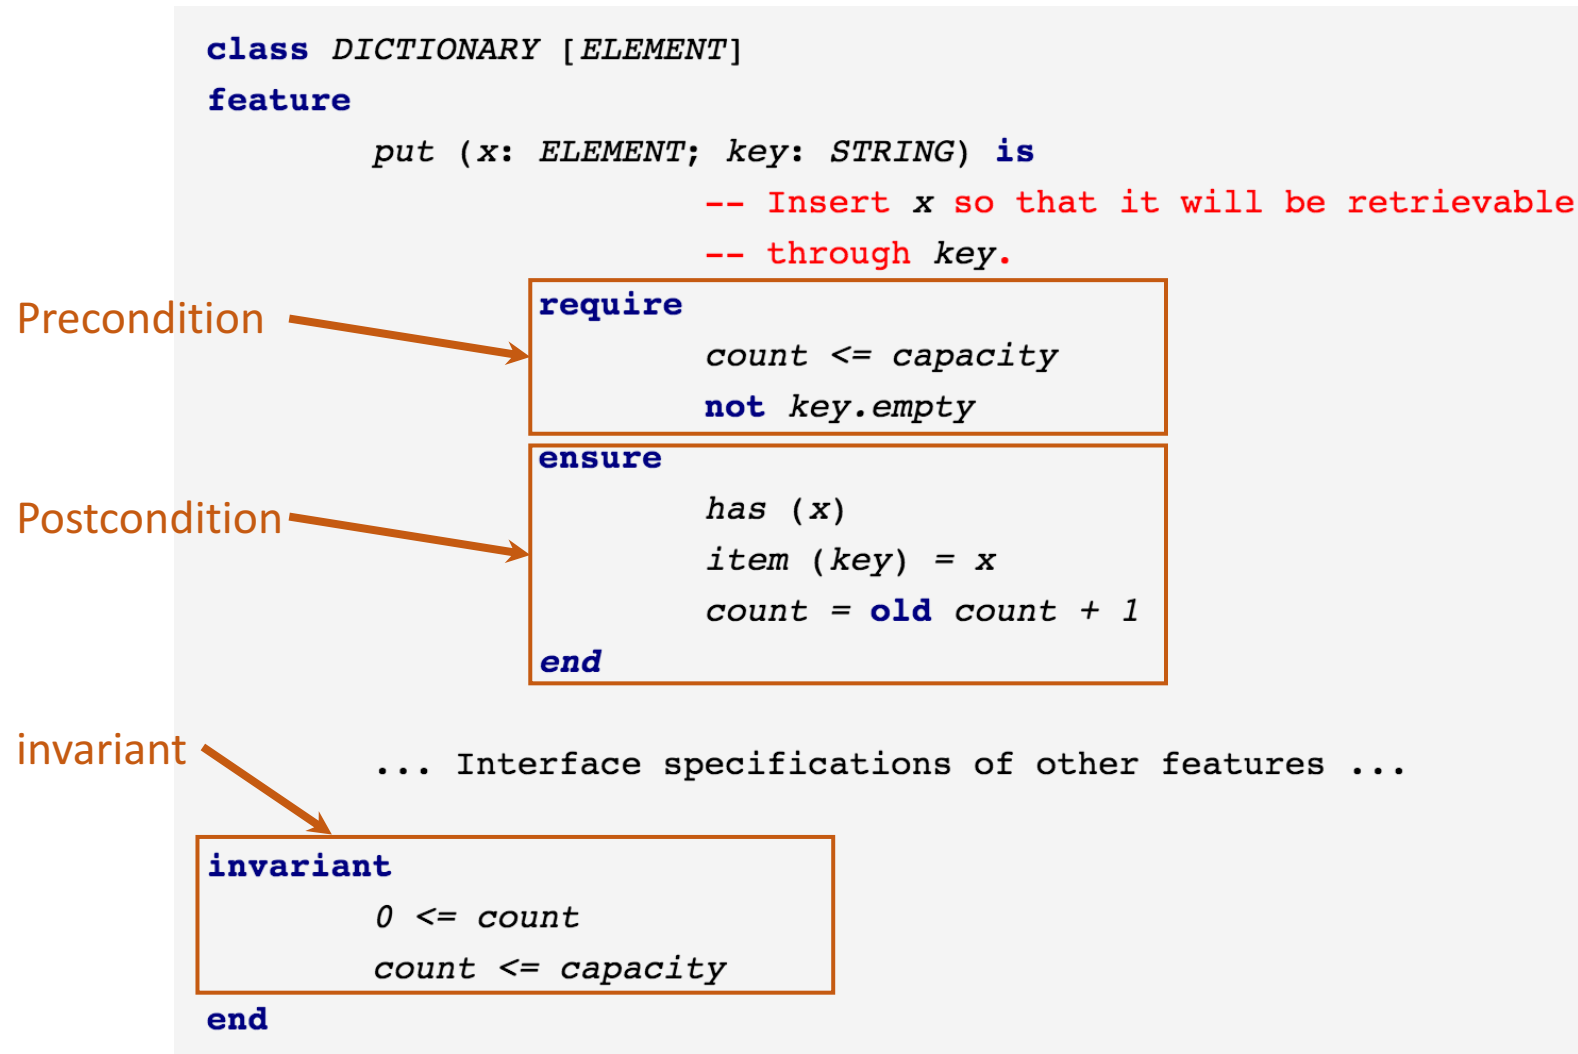 class DICTIONARY [ELEMENT]
feature
put (x: ELEMENT; key: STRING) is
-- Insert x so that it will be retrievable
-- through key.
Precondition
require
count <= capacity
not key.empty
Postcondition
ensure
has (x)
item (key) = x
count = old count + 1
end
invariant
... Interface specifications of other features ...
invariant
0 <= count
count <= capacity
end